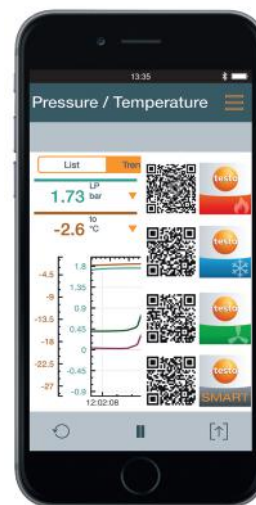 13:35
Pressure / Temperature
List Tren
1.73 LP bar
-2.6 to °C
testo
testo
testo
testo
SMART
-4.5 1.8
-9 1.35
-13.5 0.9
-18 0.45
-22.5 0
-27 -0.45
-0.9
12:02:08